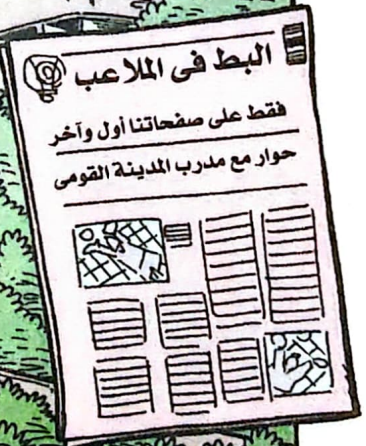 البط فى الملاعب
فقط على صفحاتنا أول وآخر
حوار مع مدرب المدينة القومى